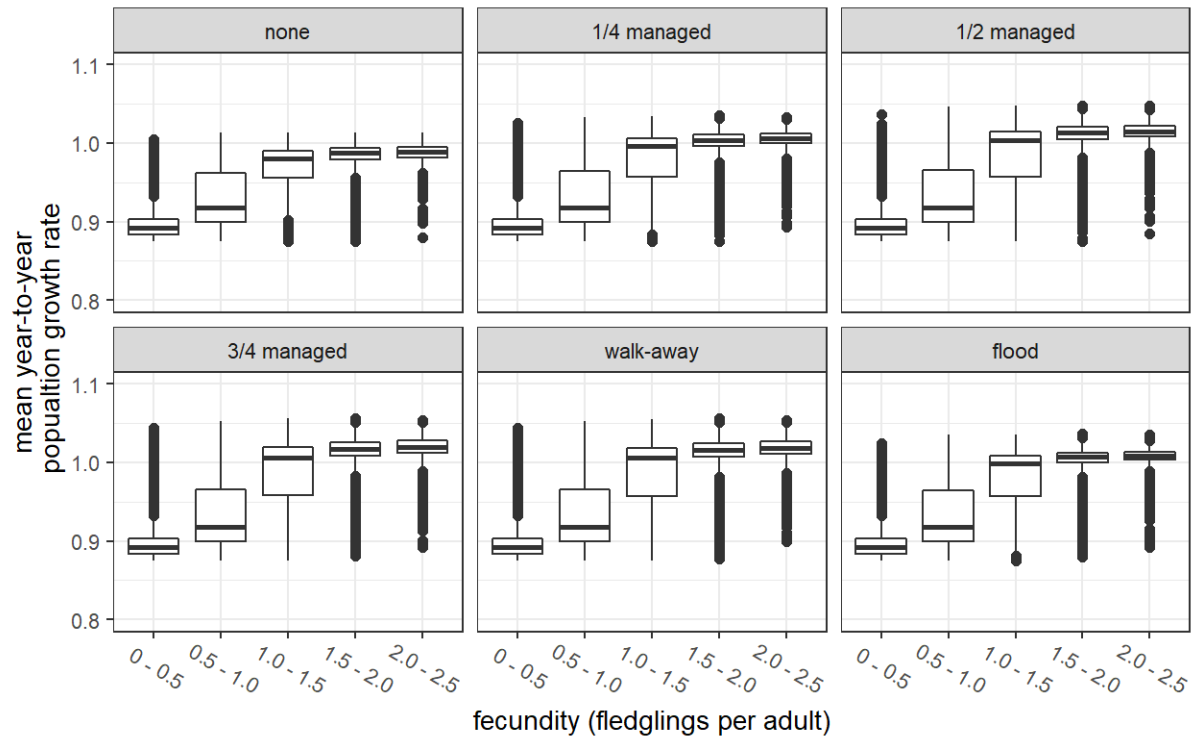 none
1/4 managed
1/2 managed
1.1
1.0
0.9
0.8
3/4 managed
walk-away
flood
1.1
1.0
0.9
0.8
mean year-to-year
popualtion growth rate
0 - 0.5
0.5 - 1.0
1.0 - 1.5
1.5 - 2.0
2.0 - 2.5
0 - 0.5
0.5 - 1.0
1.0 - 1.5
1.5 - 2.0
2.0 - 2.5
0 - 0.5
0.5 - 1.0
1.0 - 1.5
1.5 - 2.0
2.0 - 2.5
fecundity (fledglings per adult)